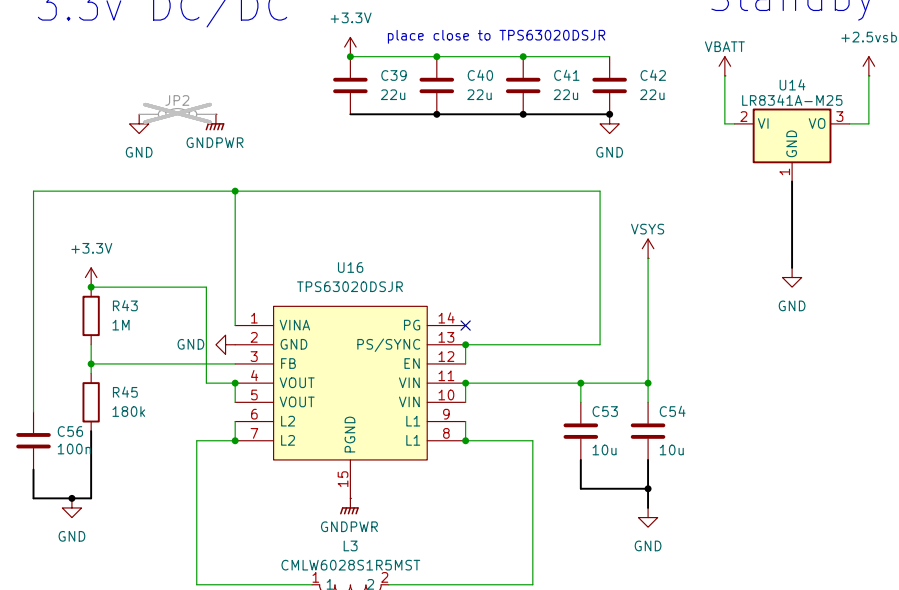 3.3v DC/DC
Standby
+3.3V
place close to TPS63020DSJR
C39
22u
C40
22u
C41
22u
C42
22u
GND
JP2
GND
GNDPWR
VBATT
+2.5vsb
U14
LR8341A-M25
2
VI
VO
3
GND
1
GND
+3.3V
R43
1M
R45
180k
C56
100n
GND
U16
TPS63020DSJR
GND
1
VINA
2
GND
3
FB
4
VOUT
5
VOUT
6
L2
7
L2
PG
14
PS/SYNC
13
EN
12
VIN
11
VIN
10
L1
9
L1
8
PGND
15
GNDPWR
VSYS
C53
10u
C54
10u
GND
L3
CMLW6028S1R5MST
1
1
2
2